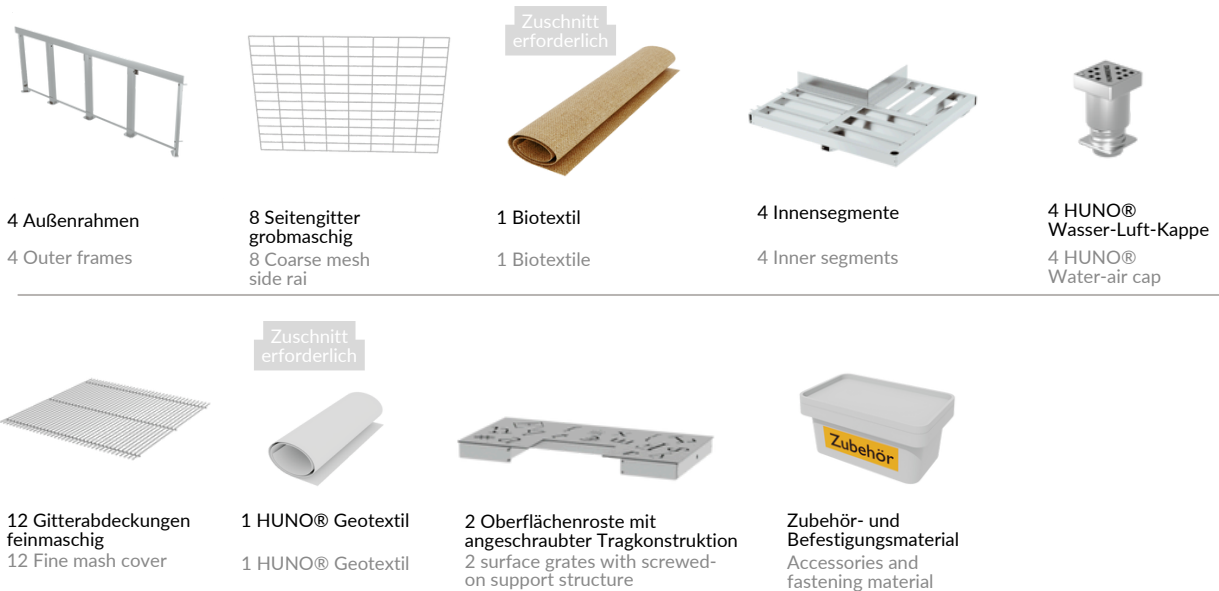 Zuschnitt
erforderlich
4 Außenrahmen
4 Outer frames
8 Seitengitter
grobmaschig
8 Coarse mesh
side rai
1 Biotextil
1 Biotextile
4 Innensegmente
4 Inner segments
4 HUNO®
Wasser-Luft-Kappe
4 HUNO®
Water-air cap
Zuschnitt
erforderlich
Zubehör
12 Gitterabdeckungen
feinmaschig
12 Fine mash cover
1 HUNO® Geotextil
1 HUNO® Geotextil
2 Oberflächenroste mit
angeschraubter Tragkonstruktion
2 surface grates with screwed-
on support structure
Zubehör- und
Befestigungsmaterial
Accessories and
fastening material